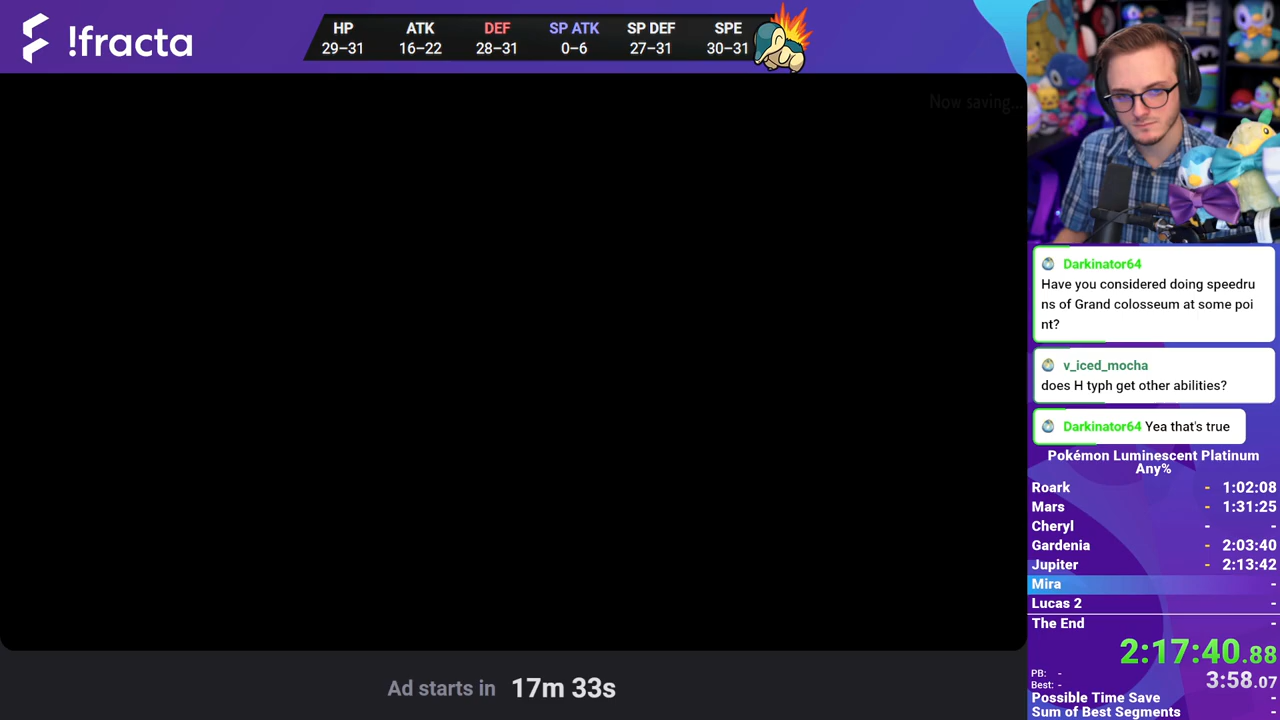 !fracta
HP ATK DEF SP ATK SP DEF SPE
29–31 16–22 28–31 0–6 27–31 30–31
Now saving...
Darkinator64
Have you considered doing speedru
ns of Grand colosseum at some poi
nt?
v_iced_mocha
does H typh get other abilities?
Darkinator64 Yea that's true
Pokémon Luminescent Platinum
Any%
Roark - 1:02:08
Mars - 1:31:25
Cheryl - -
Gardenia - 2:03:40
Jupiter - 2:13:42
Mira -
Lucas 2 -
The End -
2:17:40.88
PB: -
Best: - 3:58.07
Possible Time Save -
Sum of Best Segments -
Ad starts in 17m 33s